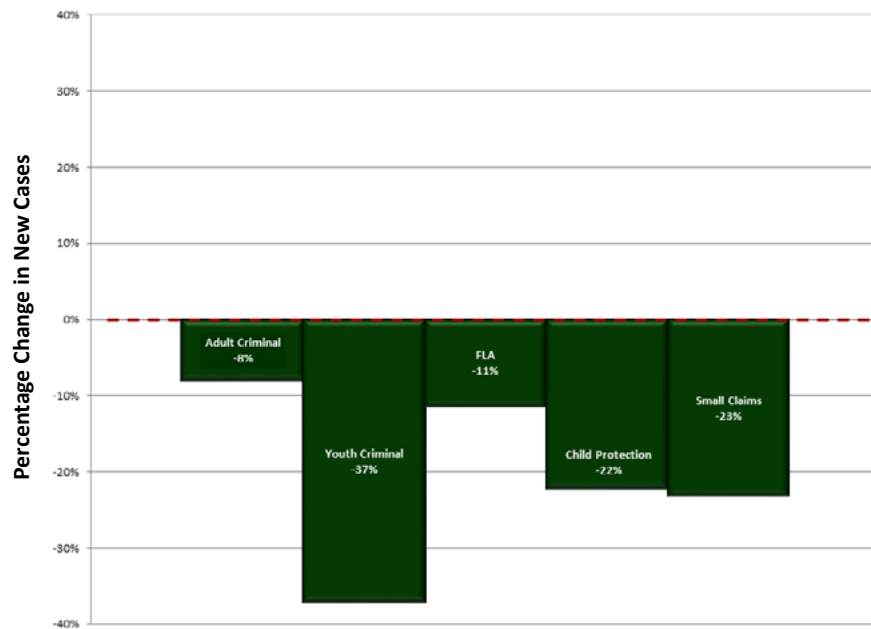 Percentage Change in New Cases
40%
30%
20%
10%
0%
-10%
-20%
-30%
-40%
Adult Criminal
-8%
Youth Criminal
-37%
FLA
-11%
Child Protection
-22%
Small Claims
-23%